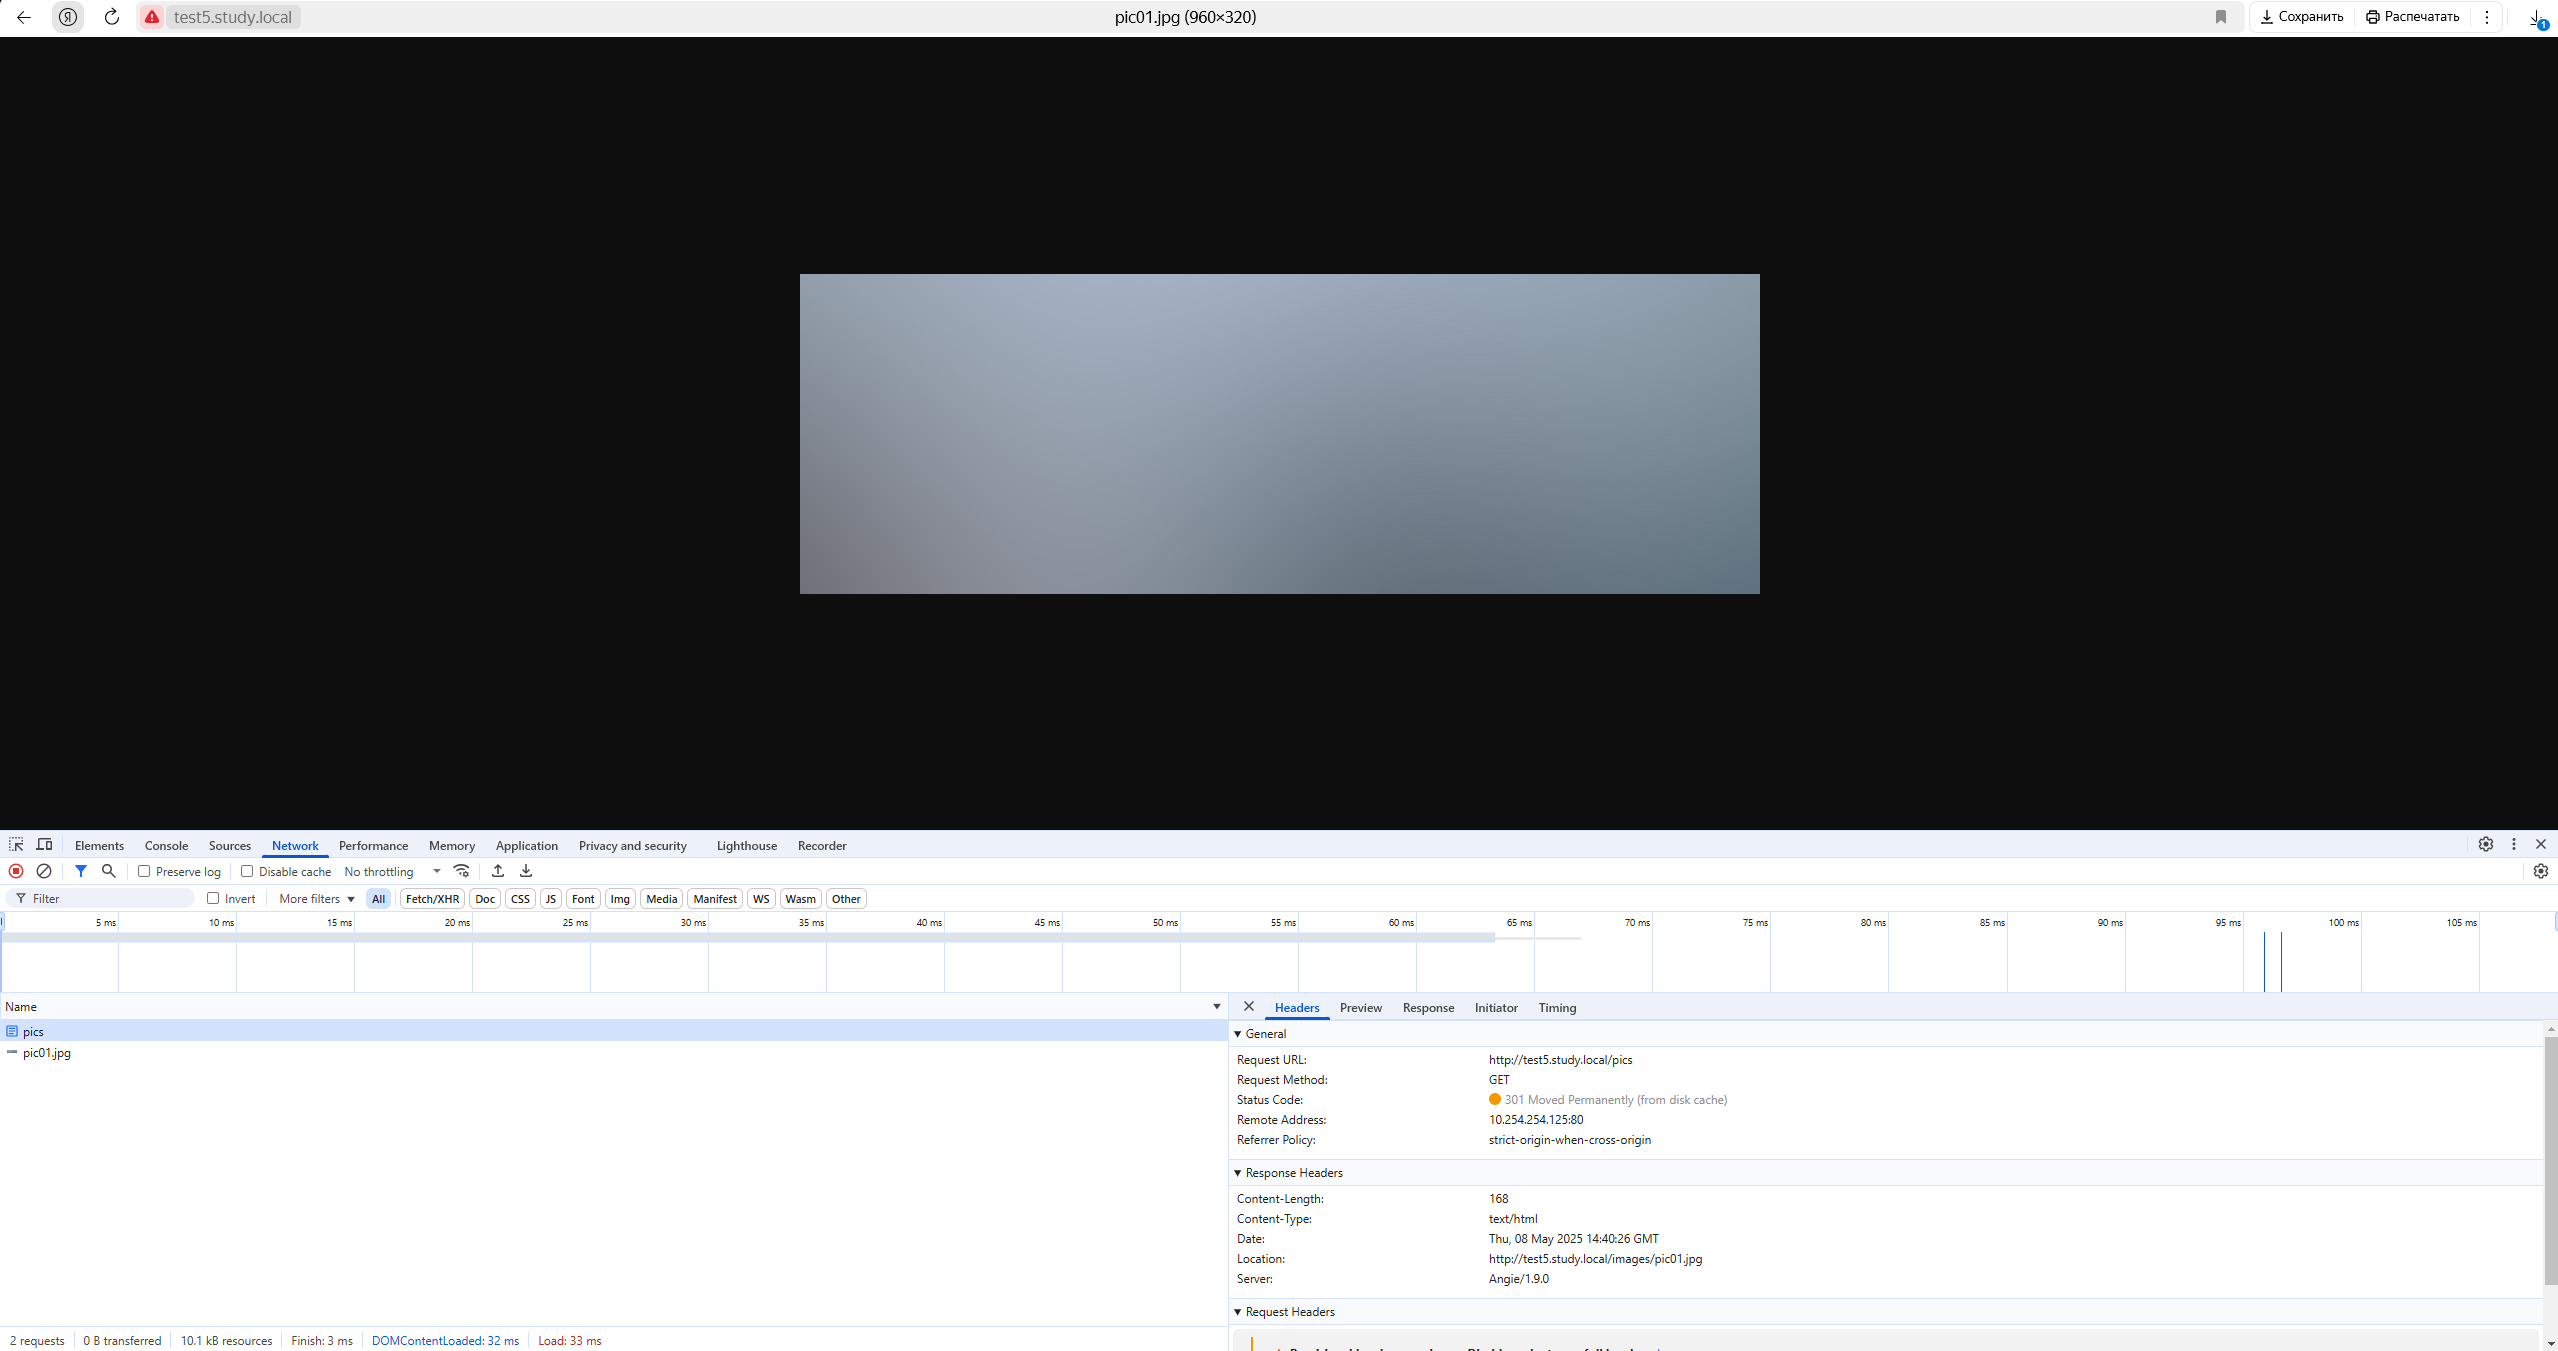 Я test5.study.local pic01.jpg (960×320) Сохранить Распечатать 1
Elements Console Sources Network Performance Memory Application Privacy and security Lighthouse Recorder
Preserve log Disable cache No throttling
Filter Invert More filters All Fetch/XHR Doc CSS JS Font Img Media Manifest WS Wasm Other
5 ms 10 ms 15 ms 20 ms 25 ms 30 ms 35 ms 40 ms 45 ms 50 ms 55 ms 60 ms 65 ms 70 ms 75 ms 80 ms 85 ms 90 ms 95 ms 100 ms 105 ms
Name
pics
pic01.jpg
Headers Preview Response Initiator Timing
General
Request URL: http://test5.study.local/pics
Request Method: GET
Status Code: 301 Moved Permanently (from disk cache)
Remote Address: 10.254.254.125:80
Referrer Policy: strict-origin-when-cross-origin
Response Headers
Content-Length: 168
Content-Type: text/html
Date: Thu, 08 May 2025 14:40:26 GMT
Location: http://test5.study.local/images/pic01.jpg
Server: Angie/1.9.0
Request Headers
2 requests 0 B transferred 10.1 kB resources Finish: 3 ms DOMContentLoaded: 32 ms Load: 33 ms